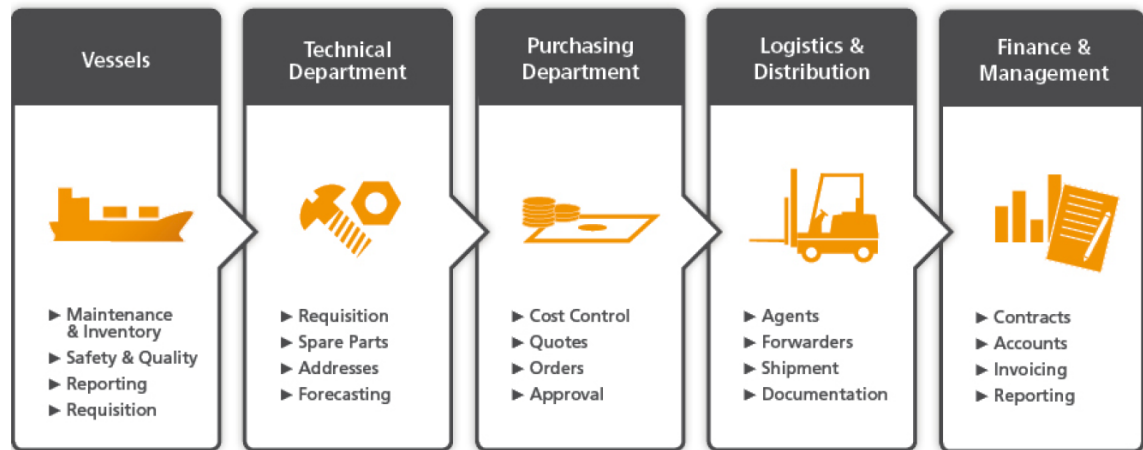 Vessels
► Maintenance
& Inventory
► Safety & Quality
► Reporting
► Requisition
Technical
Department
► Requisition
► Spare Parts
► Addresses
► Forecasting
Purchasing
Department
► Cost Control
► Quotes
► Orders
► Approval
Logistics &
Distribution
► Agents
► Forwarders
► Shipment
► Documentation
Finance &
Management
► Contracts
► Accounts
► Invoicing
► Reporting